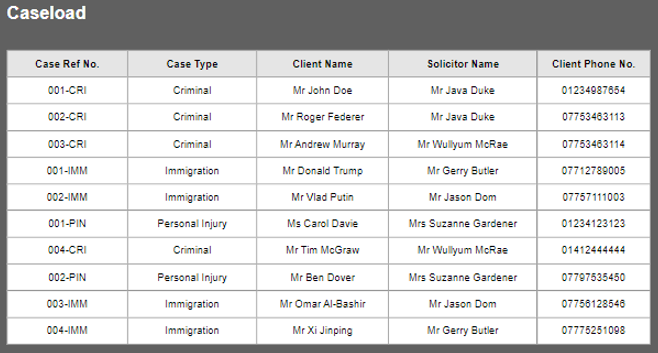 Caseload
Case Ref No. Case Type Client Name Solicitor Name Client Phone No.
001-CRI Criminal Mr John Doe Mr Java Duke 01234987654
002-CRI Criminal Mr Roger Federer Mr Java Duke 07753463113
003-CRI Criminal Mr Andrew Murray Mr Wullyum McRae 07753463114
001-IMM Immigration Mr Donald Trump Mr Gerry Butler 07712789005
002-IMM Immigration Mr Vlad Putin Mr Jason Dom 07757111003
001-PIN Personal Injury Ms Carol Davie Mrs Suzanne Gardener 01234123123
004-CRI Criminal Mr Tim McGraw Mr Wullyum McRae 01412444444
002-PIN Personal Injury Mr Ben Dover Mrs Suzanne Gardener 07797535450
003-IMM Immigration Mr Omar Al-Bashir Mr Jason Dom 07756128546
004-IMM Immigration Mr Xi Jinping Mr Gerry Butler 07775251098